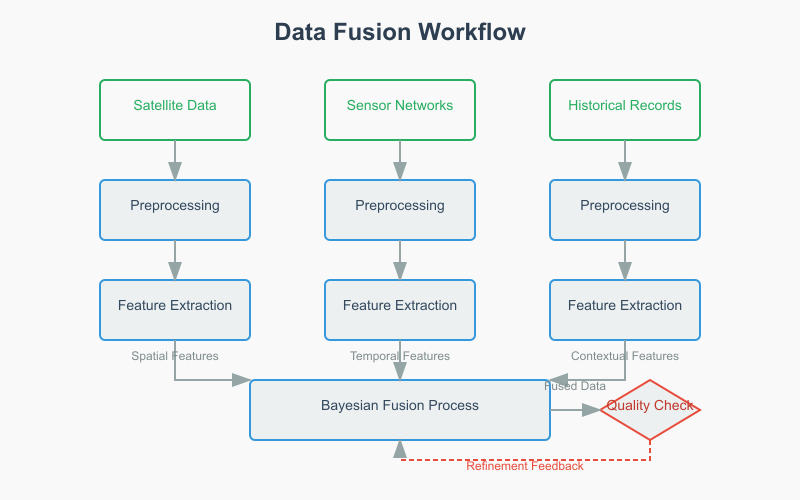 Data Fusion Workflow
Satellite Data
Sensor Networks
Historical Records
Preprocessing
Preprocessing
Preprocessing
Feature Extraction
Feature Extraction
Feature Extraction
Spatial Features
Temporal Features
Contextual Features
Fused Data
Bayesian Fusion Process
Quality Check
Refinement Feedback